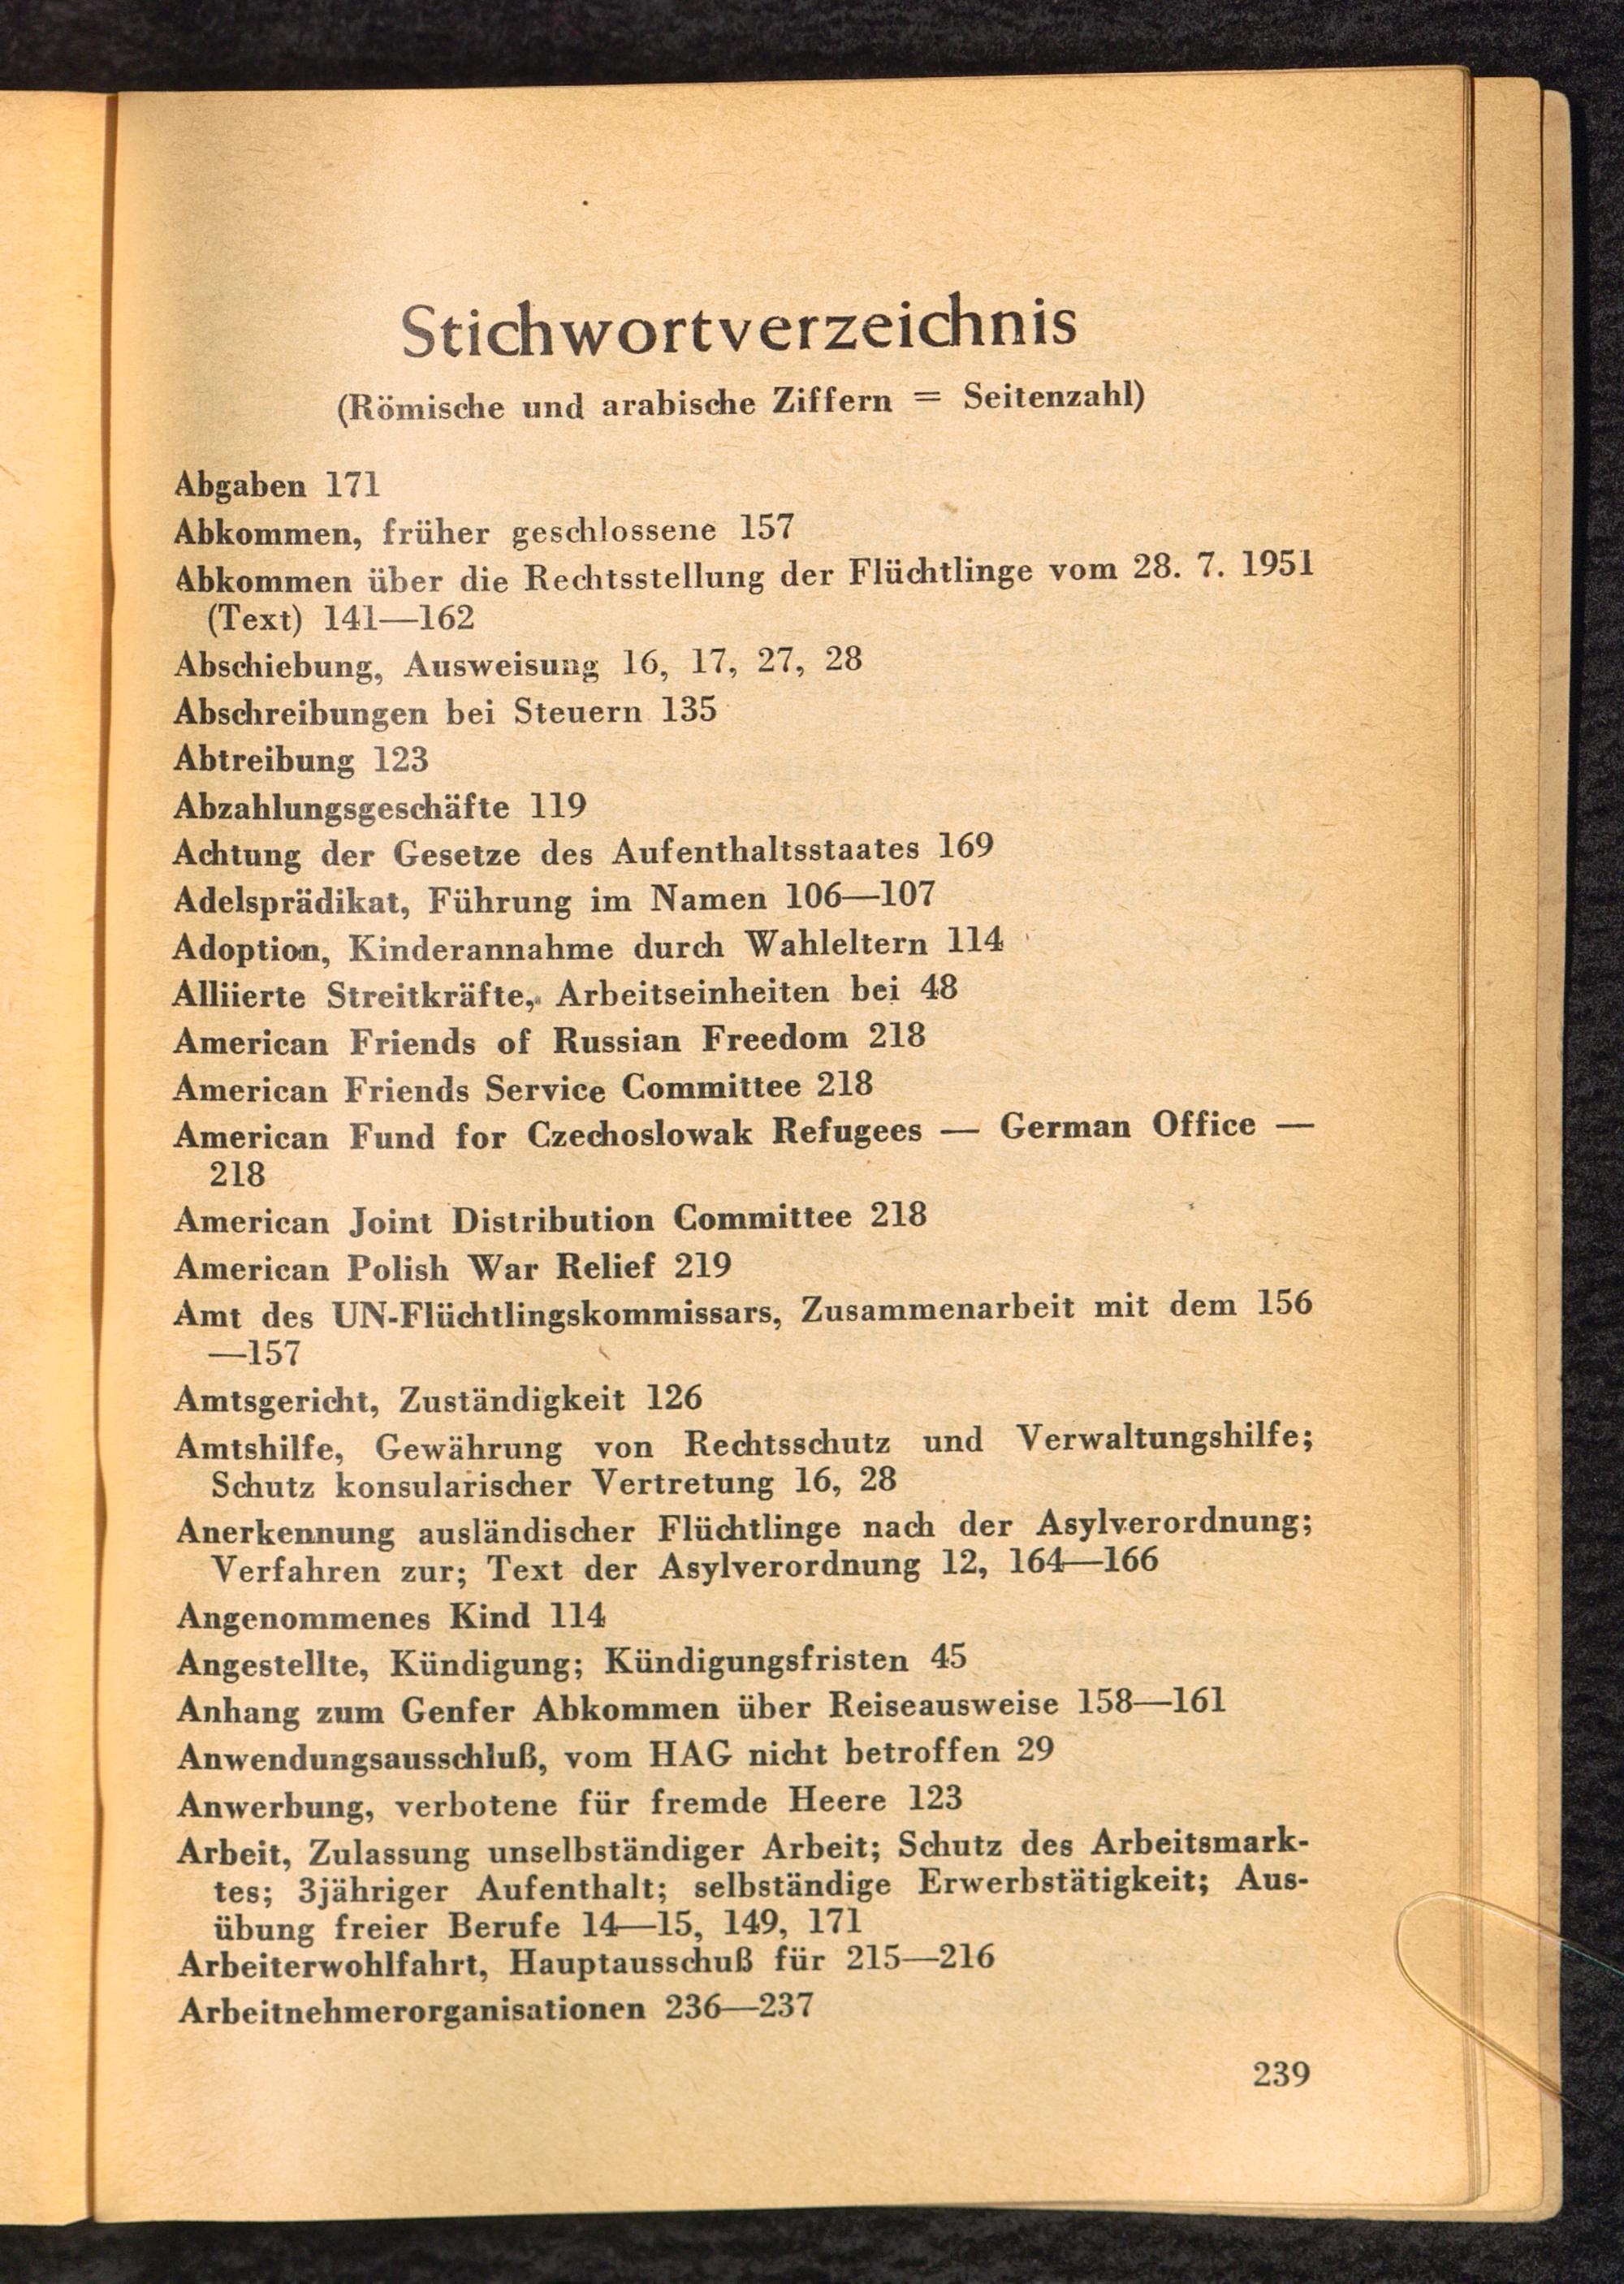 Stichwortverzeichnis
(Römische und arabische Ziffern = Seitenzahl)
Abgaben 171
Abkommen, früher geschlossene 157
Abkommen über die Rechtsstellung der Flüchtlinge vom 28. 7. 1951
(Text) 141—162
Abschiebung, Ausweisung 16, 17, 27, 28
Abschreibungen bei Steuern 135
Abtreibung 123
Abzahlungsgeschäfte 119
Achtung der Gesetze des Aufenthaltsstaates 169
Adelsprädikat, Führung im Namen 106—107
Adoption, Kinderannahme durch Wahleltern 114
Alliierte Streitkräfte, Arbeitseinheiten bei 48
American Friends of Russian Freedom 218
American Friends Service Committee 218
American Fund for Czechoslowak Refugees — German Office —
218
American Joint Distribution Committee 218
American Polish War Relief 219
Amt des UN-Flüchtlingskommissars, Zusammenarbeit mit dem 156
—157
Amtsgericht, Zuständigkeit 126
Amtshilfe, Gewährung von Rechtsschutz und Verwaltungshilfe;
Schutz konsularischer Vertretung 16, 28
Anerkennung ausländischer Flüchtlinge nach der Asylverordnung;
Verfahren zur; Text der Asylverordnung 12, 164—166
Angenommenes Kind 114
Angestellte, Kündigung; Kündigungsfristen 45
Anhang zum Genfer Abkommen über Reiseausweise 158—161
Anwendungsausschluß, vom HAG nicht betroffen 29
Anwerbung, verbotene für fremde Heere 123
Arbeit, Zulassung unselbständiger Arbeit; Schutz des Arbeitsmark-
tes; 3jähriger Aufenthalt; selbständige Erwerbstätigkeit; Aus-
übung freier Berufe 14—15, 149, 171
Arbeiterwohlfahrt, Hauptausschuß für 215—216
Arbeitnehmerorganisationen 236—237
239